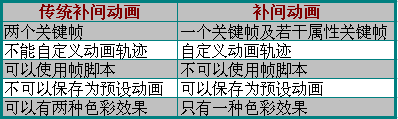 传统补间动画 补间动画
两个关键帧 一个关键帧及若干属性关键帧
不能自定义动画轨迹 自定义动画轨迹
可以使用帧脚本 不可以使用帧脚本
不可以保存为预设动画 可以保存为预设动画
可以有两种色彩效果 只有一种色彩效果